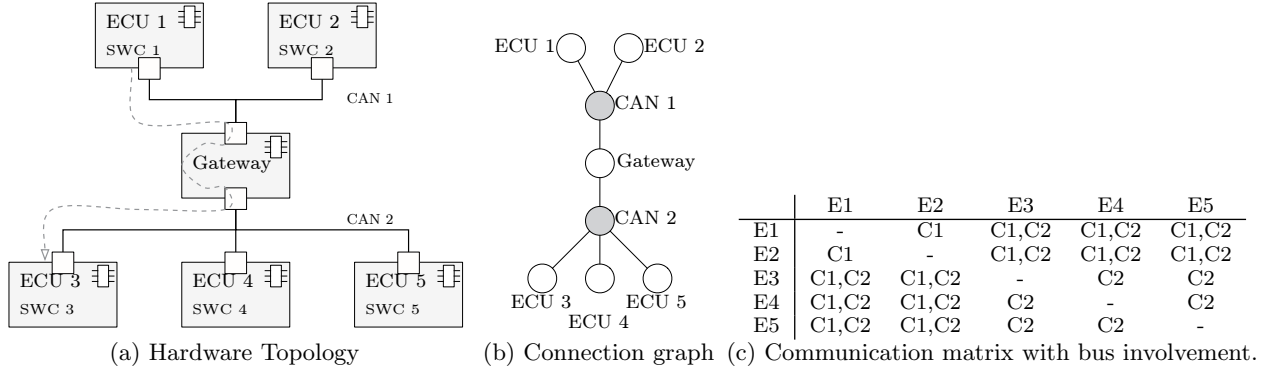 ECU 1
SWC 1
ECU 2
SWC 2
CAN 1
Gateway
CAN 2
ECU 3
SWC 3
ECU 4
SWC 4
ECU 5
SWC 5
(a) Hardware Topology
ECU 1
ECU 2
CAN 1
Gateway
CAN 2
ECU 3
ECU 4
ECU 5
(b) Connection graph
E1 E2 E3 E4 E5
E1 - C1 C1,C2 C1,C2 C1,C2
E2 C1 - C1,C2 C1,C2 C1,C2
E3 C1,C2 C1,C2 - C2 C2
E4 C1,C2 C1,C2 C2 - C2
E5 C1,C2 C1,C2 C2 C2 -
(c) Communication matrix with bus involvement.